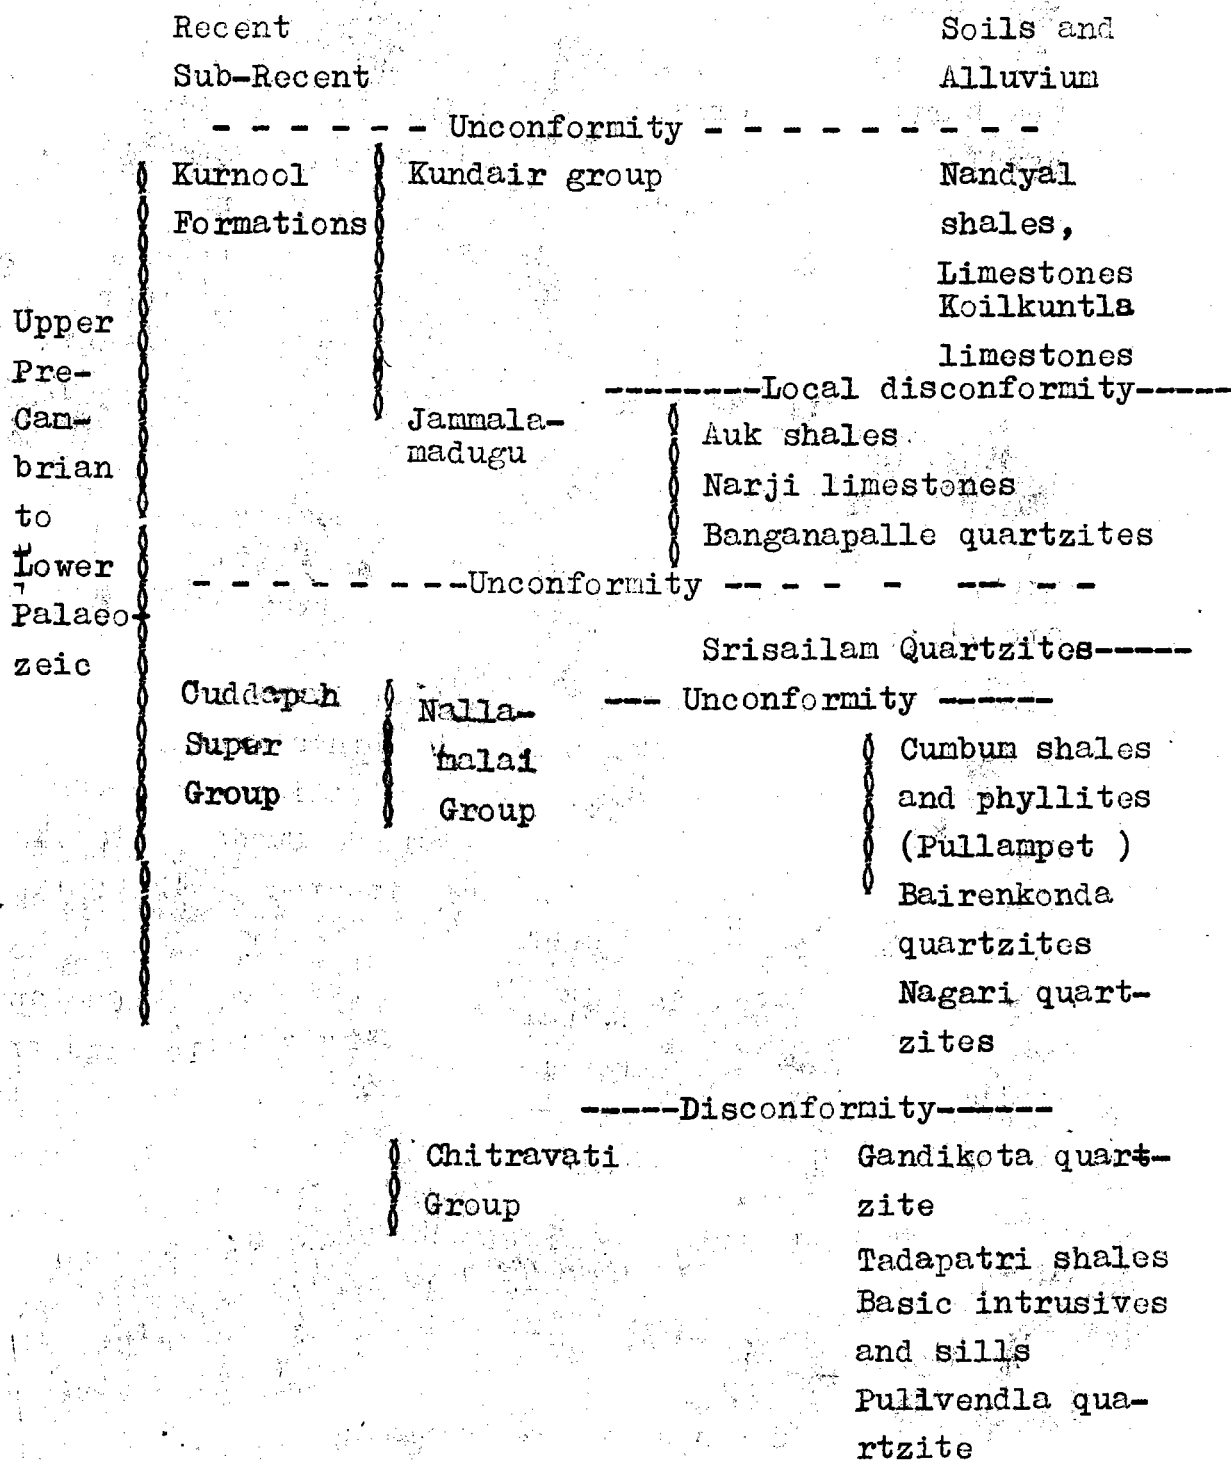 Recent Soils and
Sub-Recent Alluvium
- - - - - - Unconformity - - - - - - - - -
Kurnool Kundair group Nandyal
Formations shales,
Limestones
Upper Koilkuntla
Pre- limestones
--------Local disconformity-----
Cam- Jammala- Auk shales
brian madugu Narji limestones
to Banganapalle quartzites
Lower - - - - - - - --Unconformity -- - - - -- - -
Palaeo-
zeic Srisailam Quartzites-----
Cuddapah Nalla- --- Unconformity ------
Super malai Cumbum shales
Group Group and phyllites
(Pullampet )
Bairenkonda
quartzites
Nagari quart-
zites
-----Disconformity------
Chitravati Gandikota quart-
Group zite
Tadapatri shales
Basic intrusives
and sills
Pulivendla qua-
rtzite